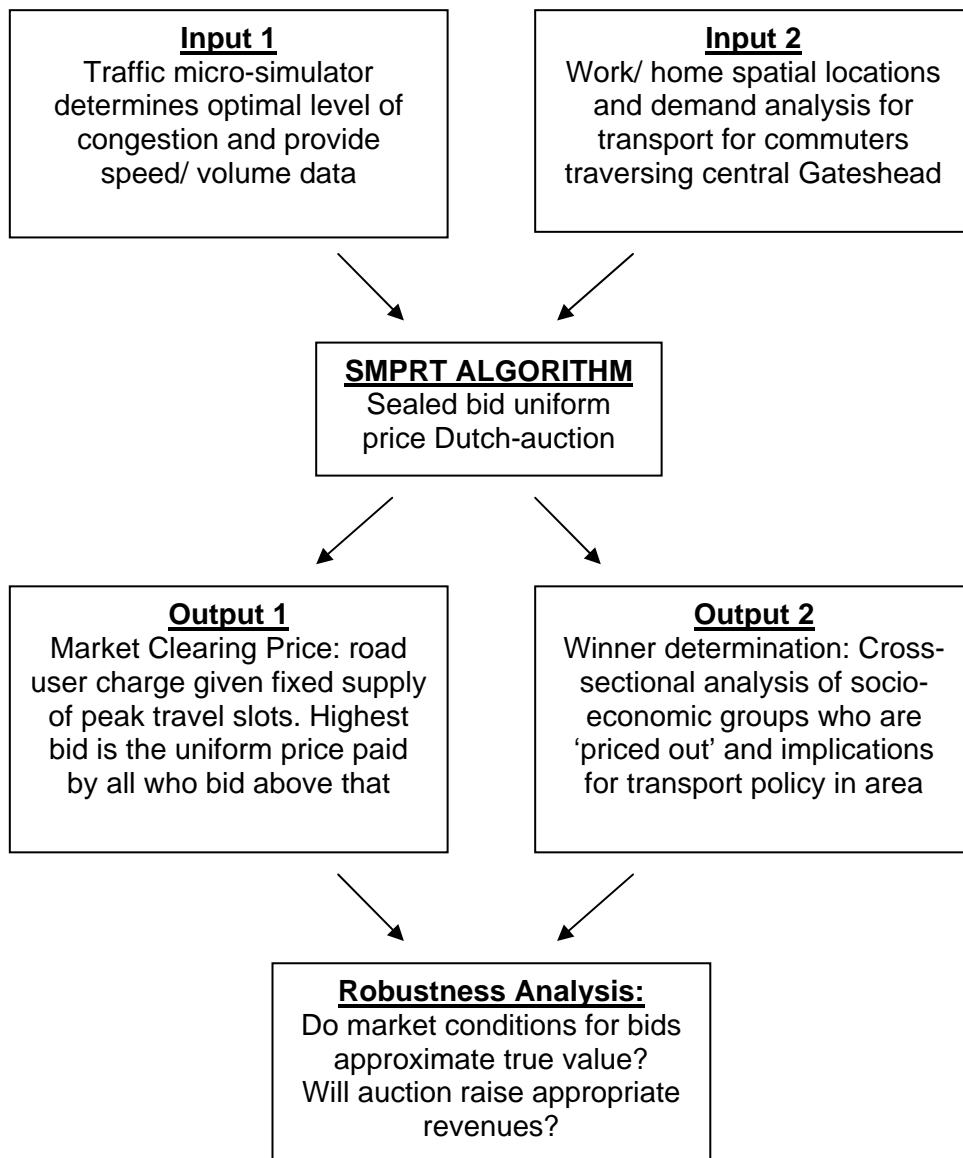 Input 1
Traffic micro-simulator
determines optimal level of
congestion and provide
speed/ volume data
Input 2
Work/ home spatial locations
and demand analysis for
transport for commuters
traversing central Gateshead
SMPRT ALGORITHM
Sealed bid uniform
price Dutch-auction
Output 1
Market Clearing Price: road
user charge given fixed supply
of peak travel slots. Highest
bid is the uniform price paid
by all who bid above that
Output 2
Winner determination: Cross-
sectional analysis of socio-
economic groups who are
‘priced out’ and implications
for transport policy in area
Robustness Analysis:
Do market conditions for bids
approximate true value?
Will auction raise appropriate
revenues?